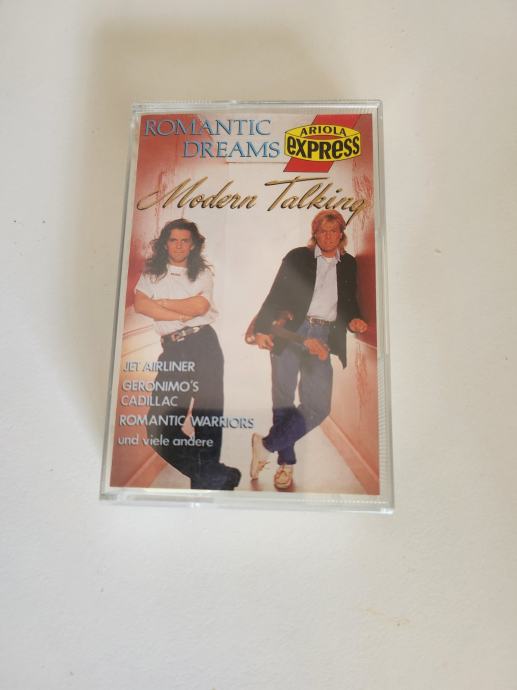 ROMANTIC
DREAMS
ARIOLA
EXPRESS
Modern Talking
JET AIRLINER
GERONIMO'S
CADILLAC
ROMANTIC WARRIORS
und viele andere